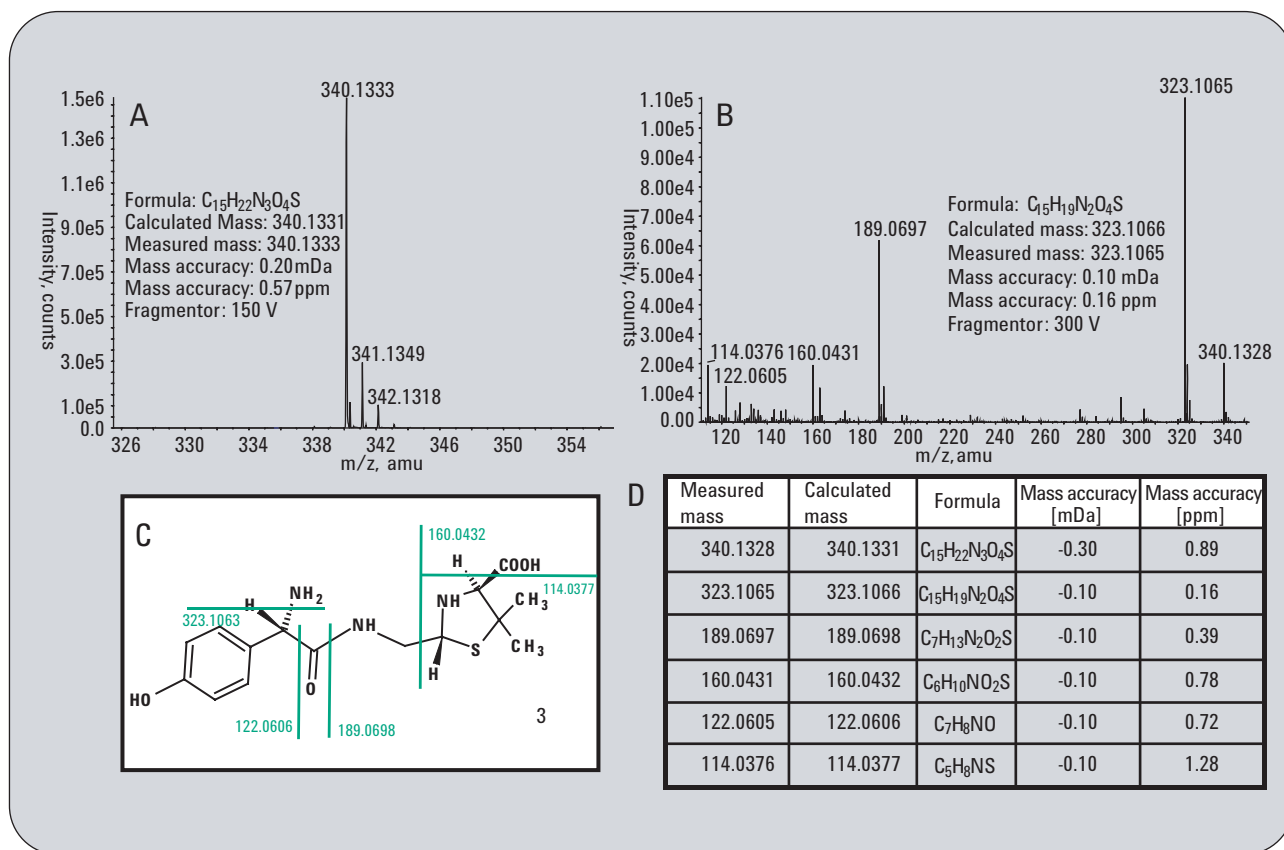 A
340.1333
1.5e6
1.3e6
1.1e6
9.0e5
7.0e5
5.0e5
3.0e5
1.0e5
0.0
Intensity, counts
Formula: C₁₅H₂₂N₃O₄S
Calculated Mass: 340.1331
Measured mass: 340.1333
Mass accuracy: 0.20mDa
Mass accuracy: 0.57ppm
Fragmentor: 150 V
341.1349
342.1318
326 330 334 338 342 346 350 354
m/z, amu
B
323.1065
1.10e5
1.00e5
9.00e4
8.00e4
7.00e4
6.00e4
5.00e4
4.00e4
3.00e4
2.00e4
1.00e4
0.00
Intensity, counts
189.0697
Formula: C₁₅H₁₉N₂O₄S
Calculated mass: 323.1066
Measured mass: 323.1065
Mass accuracy: 0.10 mDa
Mass accuracy: 0.16 ppm
Fragmentor: 300 V
114.0376
160.0431
122.0605
340.1328
120 140 160 180 200 220 240 260 280 300 320 340
m/z, amu
C
160.0432
H
COOH
114.0377
NH₂
H
NH
CH₃
323.1063
NH
CH₃
S
H
O
HO
122.0606
189.0698
3
D
Measured mass Calculated mass Formula Mass accuracy [mDa] Mass accuracy [ppm]
340.1328 340.1331 C₁₅H₂₂N₃O₄S -0.30 0.89
323.1065 323.1066 C₁₅H₁₉N₂O₄S -0.10 0.16
189.0697 189.0698 C₇H₁₃N₂O₂S -0.10 0.39
160.0431 160.0432 C₆H₁₀NO₂S -0.10 0.78
122.0605 122.0606 C₇H₈NO -0.10 0.72
114.0376 114.0377 C₅H₈NS -0.10 1.28